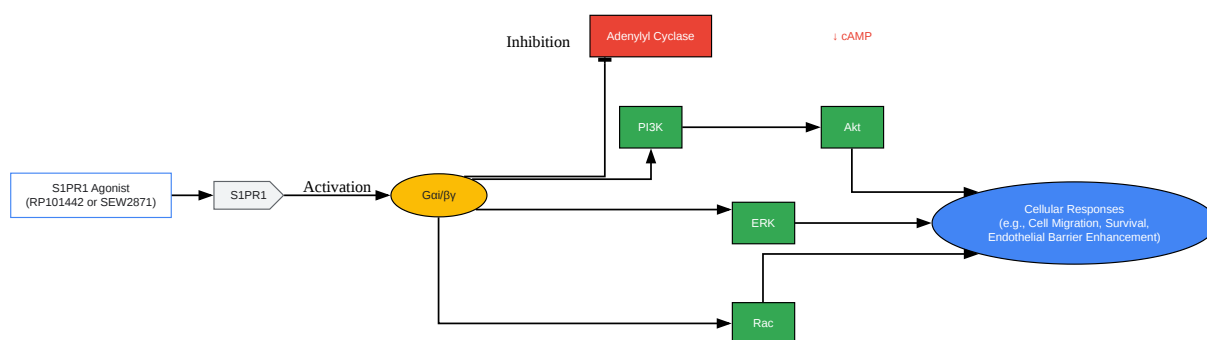 Inhibition
Adenylyl Cyclase
↓ cAMP
PI3K
Akt
S1PR1 Agonist
(RP101442 or SEW2871)
S1PR1
Activation
Gαi/βγ
ERK
Cellular Responses
(e.g., Cell Migration, Survival,
Endothelial Barrier Enhancement)
Rac